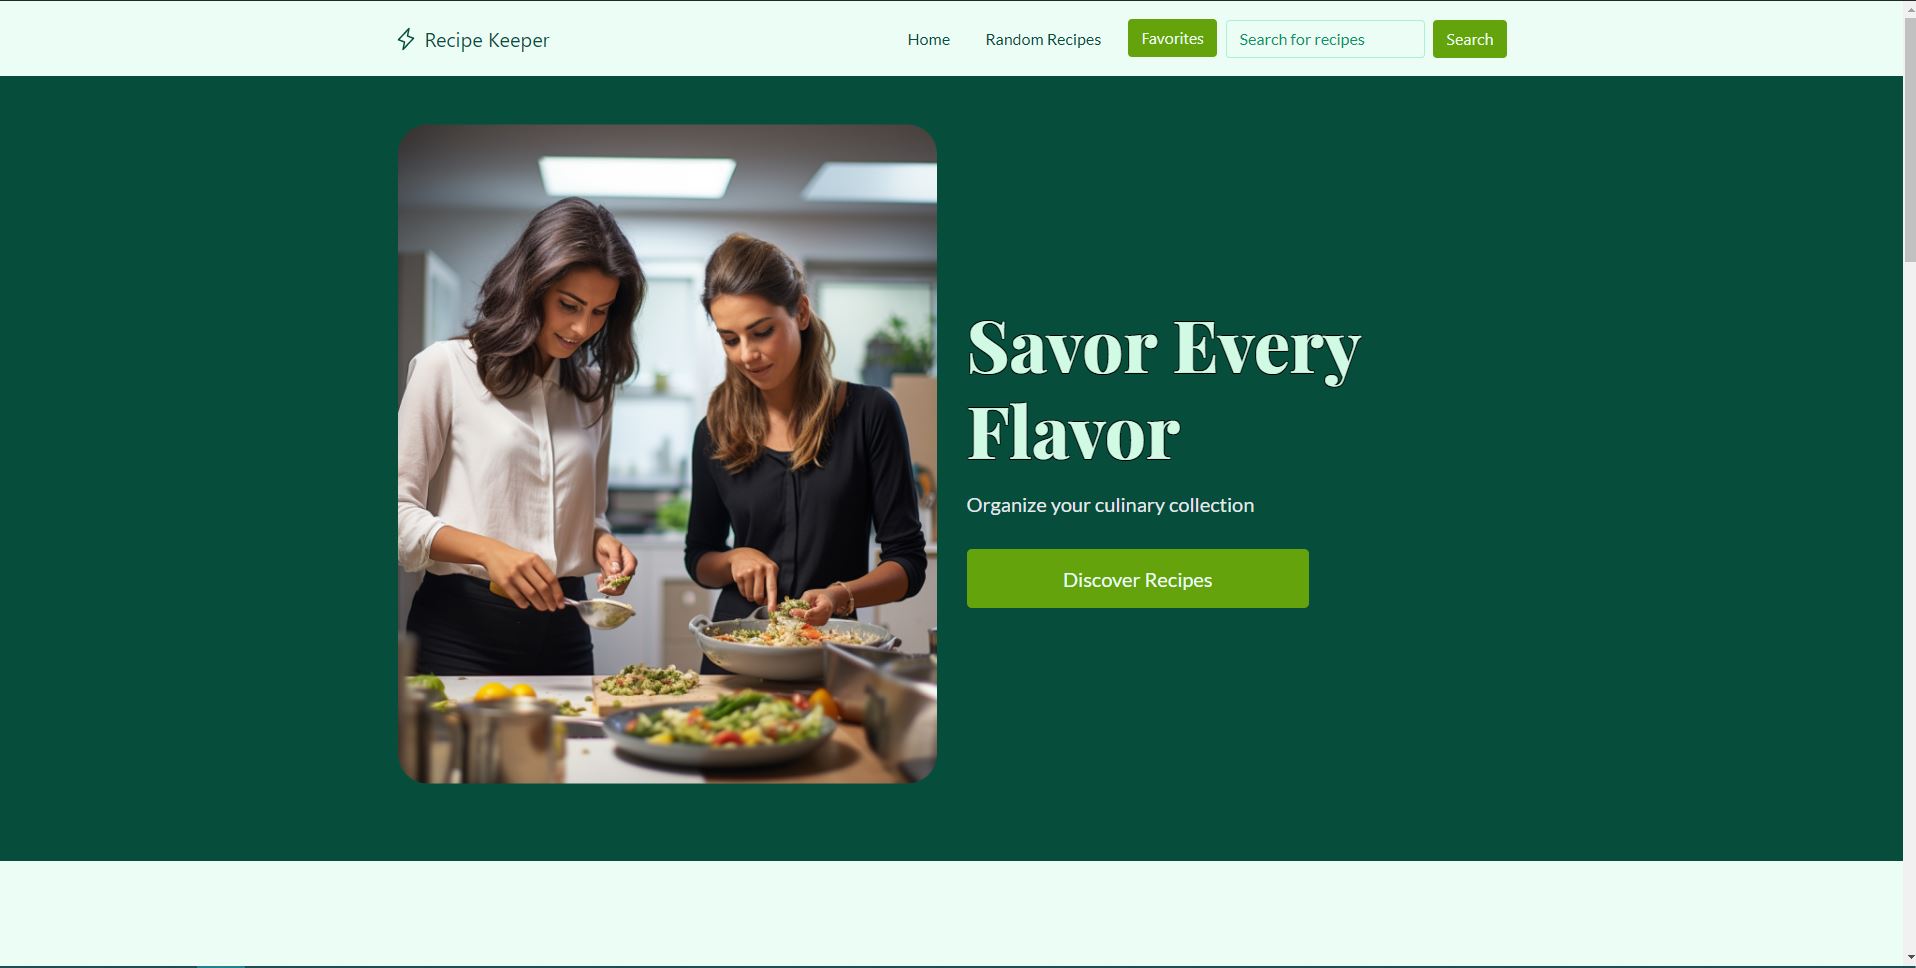 Recipe Keeper
Home
Random Recipes
Favorites
Search for recipes
Search
Savor Every
Flavor
Organize your culinary collection
Discover Recipes